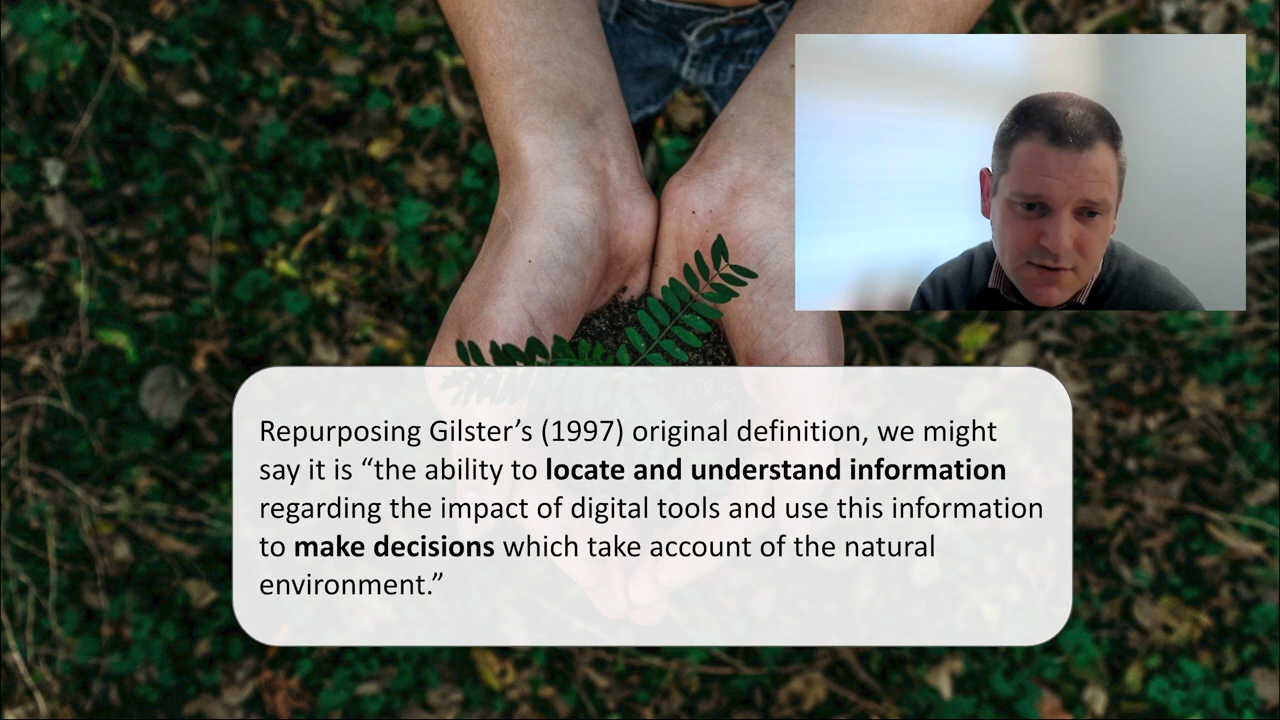 Repurposing Gilster’s (1997) original definition, we might
say it is “the ability to locate and understand information
regarding the impact of digital tools and use this information
to make decisions which take account of the natural
environment.”